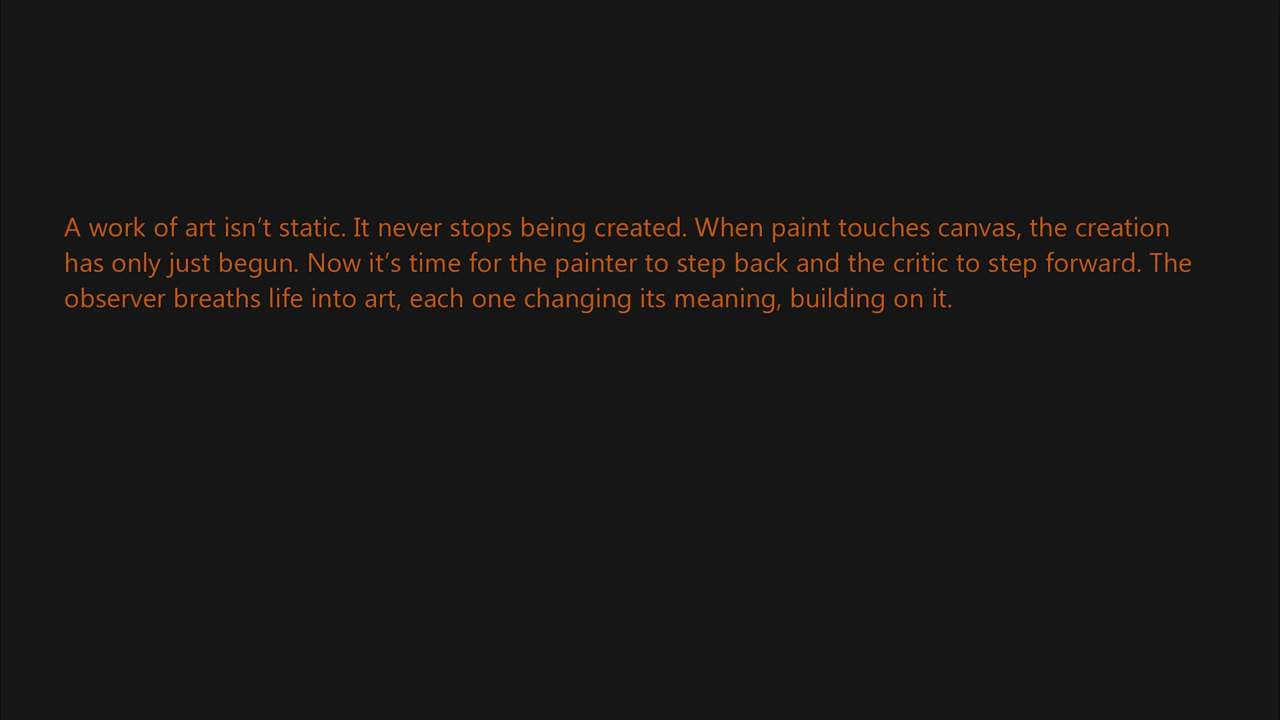 A work of art isn’t static. It never stops being created. When paint touches canvas, the creation
has only just begun. Now it’s time for the painter to step back and the critic to step forward. The
observer breaths life into art, each one changing its meaning, building on it.